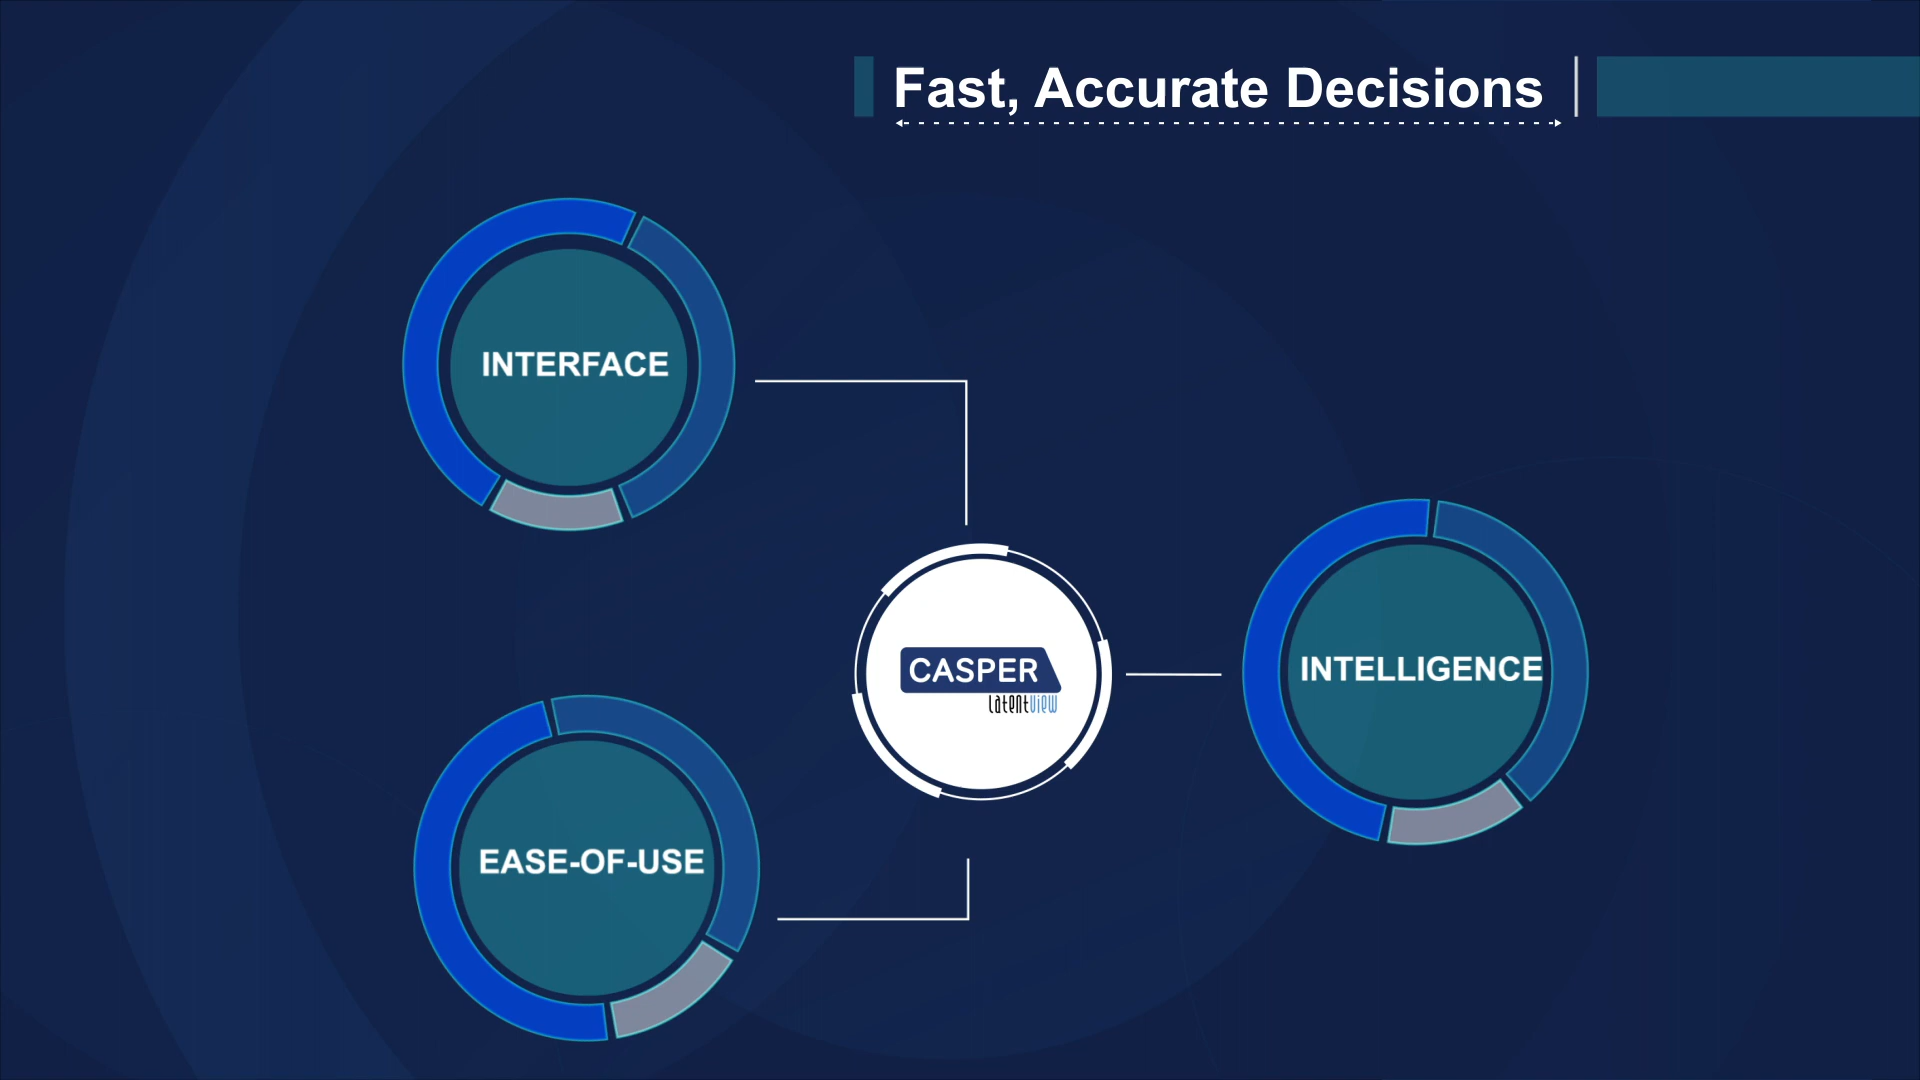 Fast, Accurate Decisions
INTERFACE
CASPER
LatentView
INTELLIGENCE
EASE-OF-USE